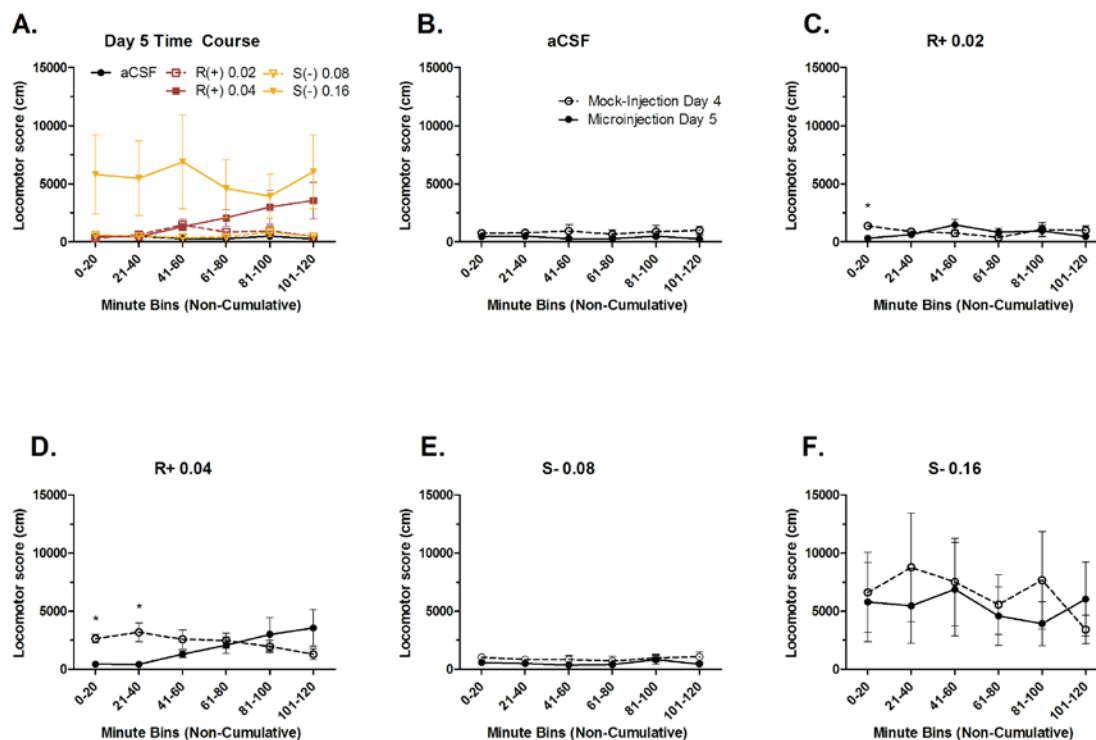 A.
Day 5 Time Course
aCSF
R(+) 0.02
S(-) 0.08
R(+) 0.04
S(-) 0.16
Locomotor score (cm)
15000
10000
5000
0
0-20
21-40
41-60
61-80
81-100
101-120
Minute Bins (Non-Cumulative)
B.
aCSF
Mock-Injection Day 4
Microinjection Day 5
Locomotor score (cm)
15000
10000
5000
0
0-20
21-40
41-60
61-80
81-100
101-120
Minute Bins (Non-Cumulative)
C.
R+ 0.02
Locomotor score (cm)
15000
10000
5000
0
*
0-20
21-40
41-60
61-80
81-100
101-120
Minute Bins (Non-Cumulative)
D.
R+ 0.04
Locomotor score (cm)
15000
10000
5000
0
*
*
0-20
21-40
41-60
61-80
81-100
101-120
Minute Bins (Non-Cumulative)
E.
S- 0.08
Locomotor score (cm)
15000
10000
5000
0
0-20
21-40
41-60
61-80
81-100
101-120
Minute Bins (Non-Cumulative)
F.
S- 0.16
Locomotor score (cm)
15000
10000
5000
0
0-20
21-40
41-60
61-80
81-100
101-120
Minute Bins (Non-Cumulative)